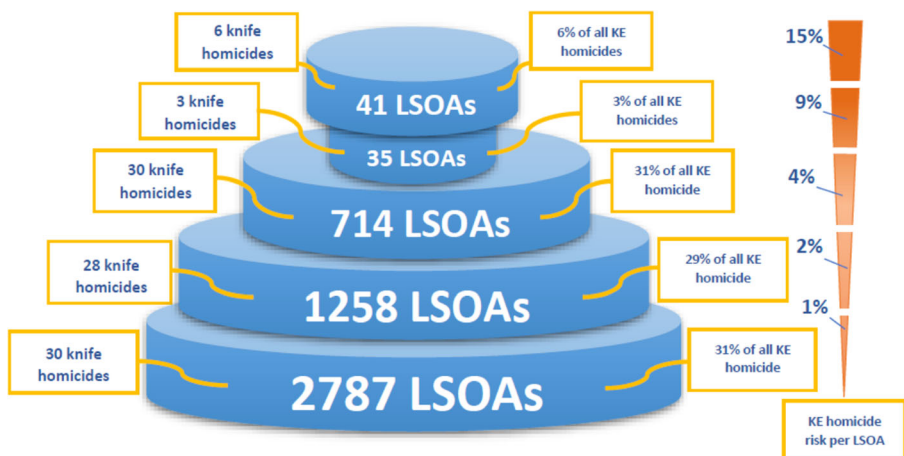 6 knife
homicides
41 LSOAs
6% of all KE
homicides
15%
3 knife
homicides
35 LSOAs
3% of all KE
homicides
9%
30 knife
homicides
714 LSOAs
31% of all KE
homicide
4%
28 knife
homicides
1258 LSOAs
29% of all KE
homicide
2%
30 knife
homicides
2787 LSOAs
31% of all KE
homicide
1%
KE homicide
risk per LSOA